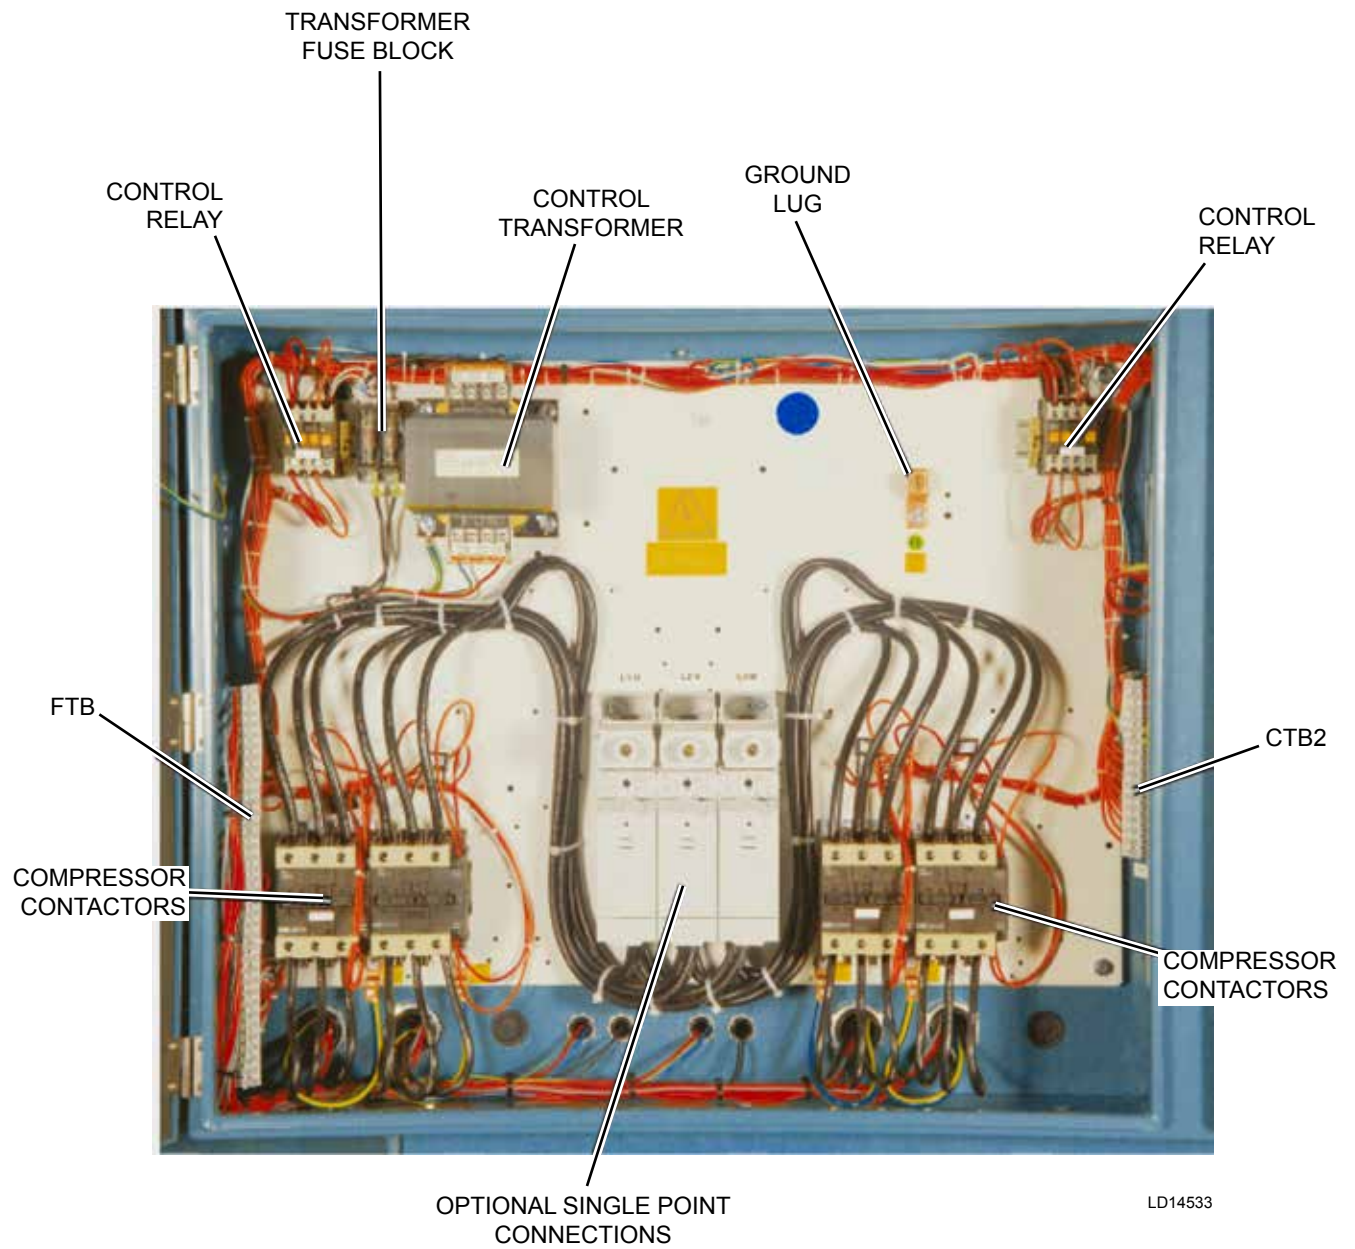 TRANSFORMER
FUSE BLOCK
CONTROL
RELAY
CONTROL
TRANSFORMER
GROUND
LUG
CONTROL
RELAY
FTB
CTB2
COMPRESSOR
CONTACTORS
COMPRESSOR
CONTACTORS
OPTIONAL SINGLE POINT
CONNECTIONS
LD14533